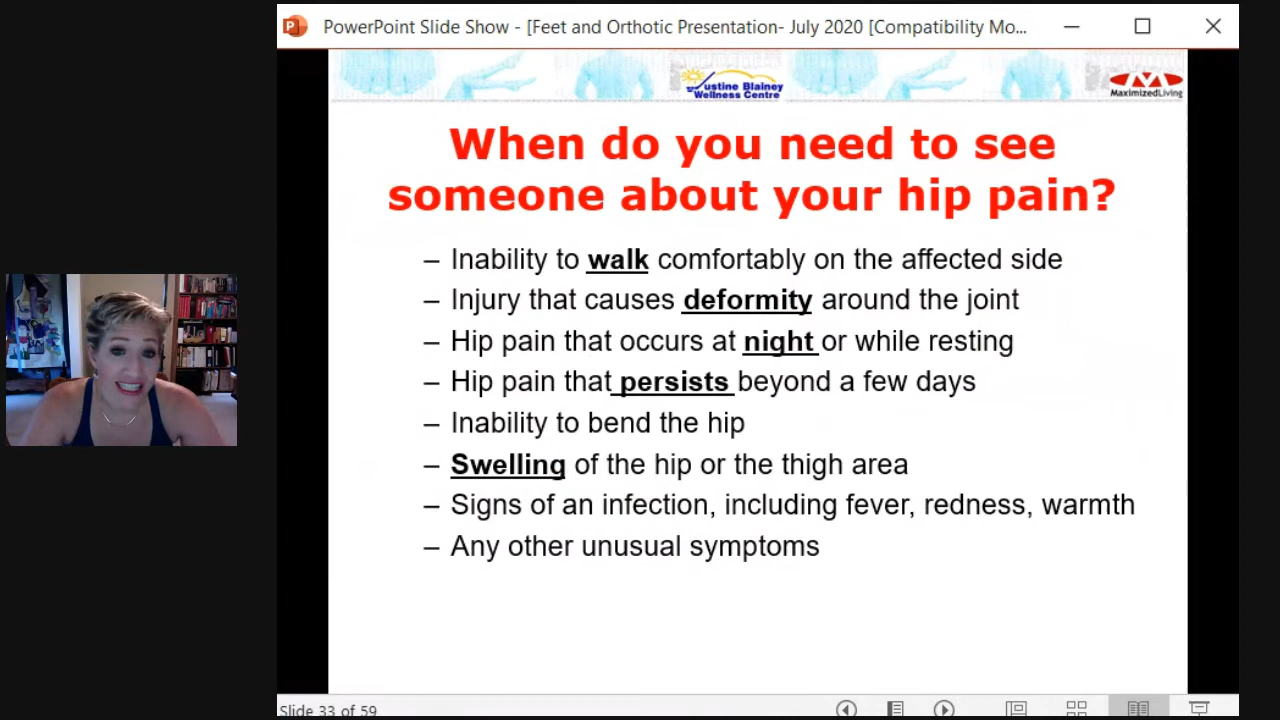 PowerPoint Slide Show - [Feet and Orthotic Presentation- July 2020 [Compatibility Mo...
Justine Blainey
Wellness Centre
MaximizedLiving
When do you need to see
someone about your hip pain?
– Inability to walk comfortably on the affected side
– Injury that causes deformity around the joint
– Hip pain that occurs at night or while resting
– Hip pain that persists beyond a few days
– Inability to bend the hip
– Swelling of the hip or the thigh area
– Signs of an infection, including fever, redness, warmth
– Any other unusual symptoms
Slide 33 of 59